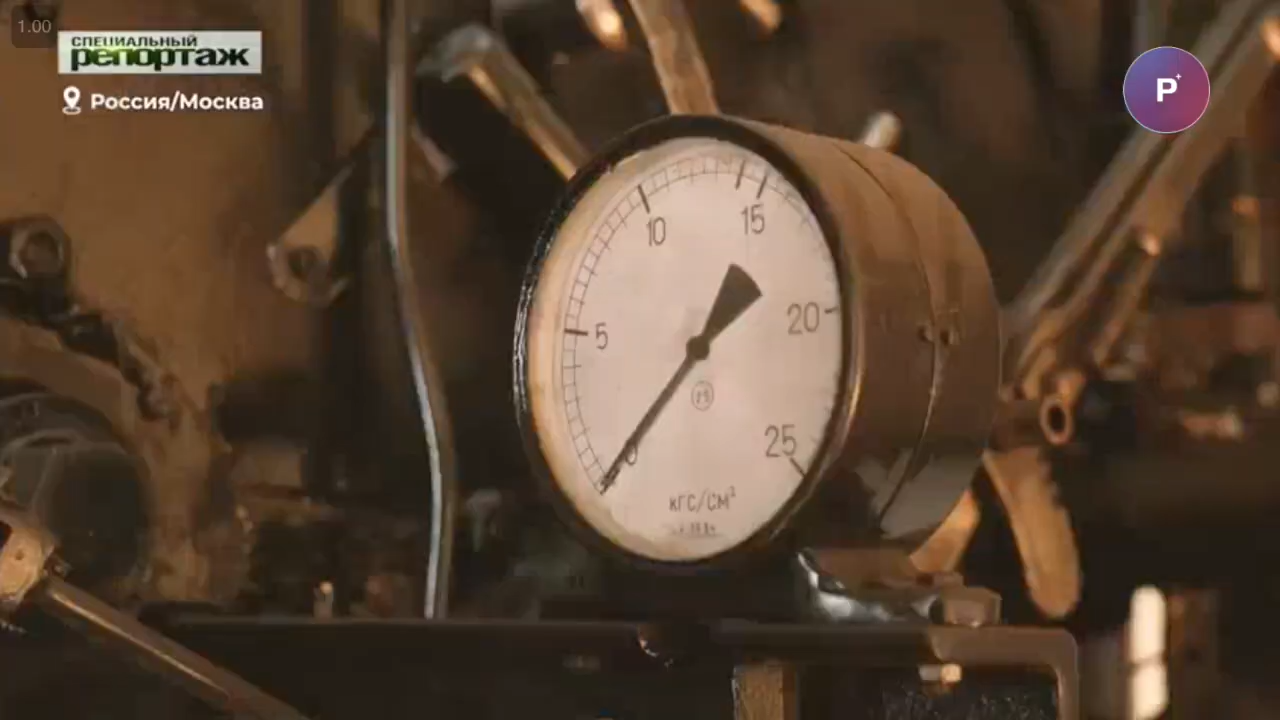 1.00
СПЕЦИАЛЬНЫЙ
репортаж
Россия/Москва
P+
10
15
5
20
0
25
кгс/см²